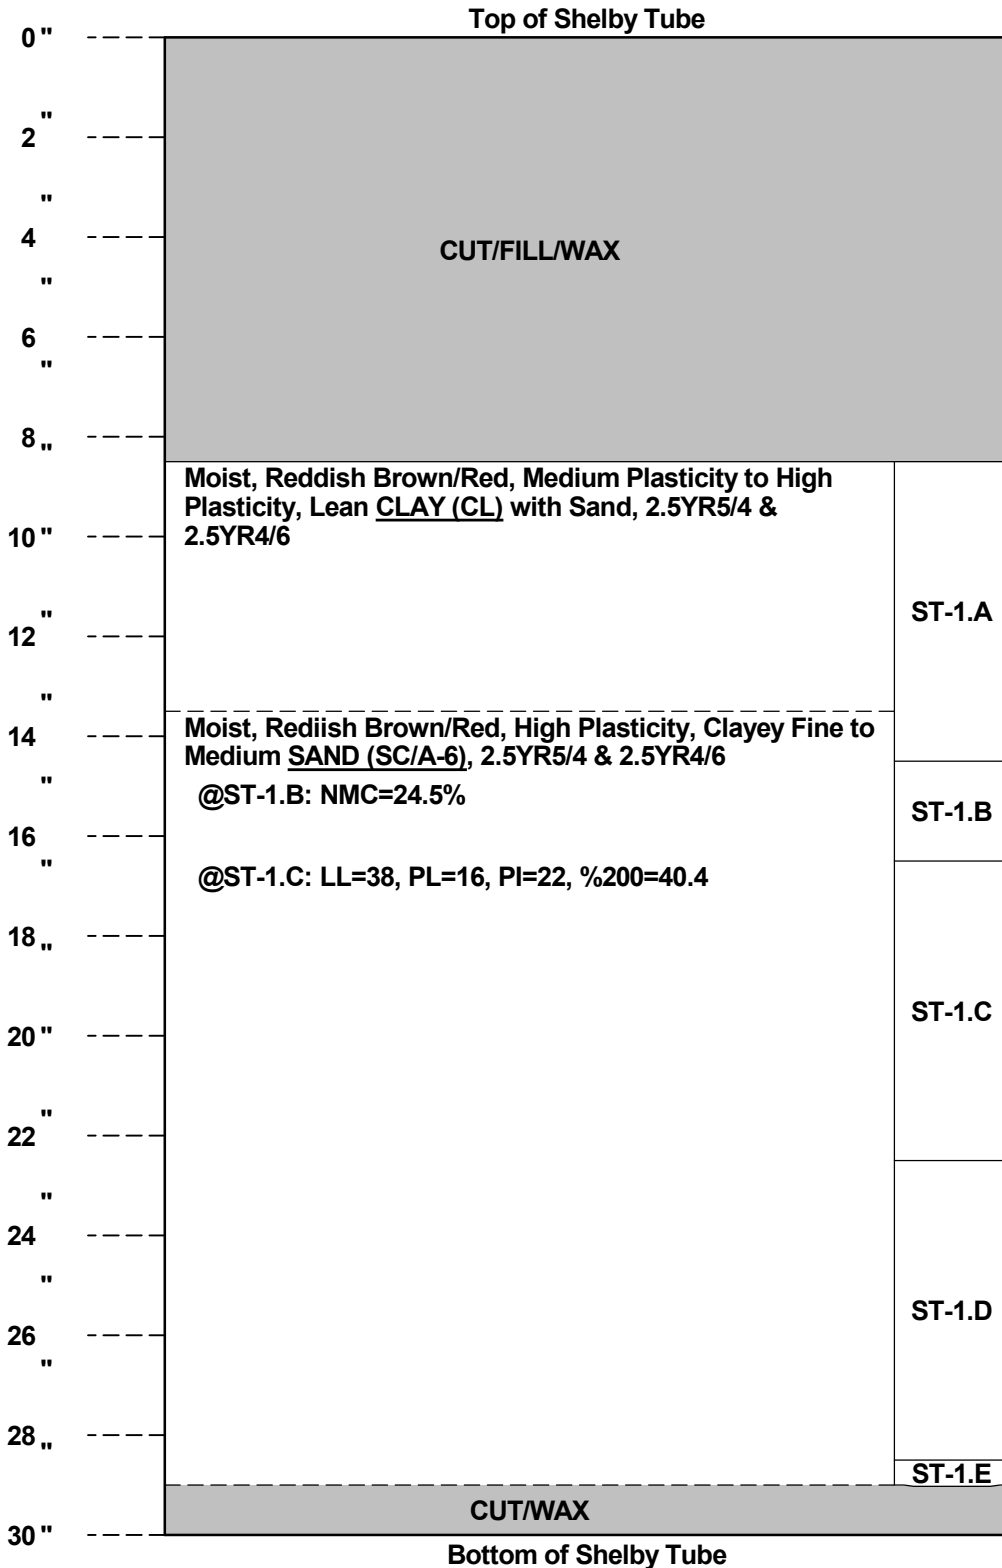 Top of Shelby Tube
0"
2"
4"
CUT/FILL/WAX
6"
8"
Moist, Reddish Brown/Red, Medium Plasticity to High
Plasticity, Lean CLAY (CL) with Sand, 2.5YR5/4 &
2.5YR4/6
10"
ST-1.A
12"
Moist, Rediish Brown/Red, High Plasticity, Clayey Fine to
Medium SAND (SC/A-6), 2.5YR5/4 & 2.5YR4/6
14"
@ST-1.B: NMC=24.5%
ST-1.B
16"
@ST-1.C: LL=38, PL=16, PI=22, %200=40.4
18"
ST-1.C
20"
22"
24"
ST-1.D
26"
28"
ST-1.E
CUT/WAX
30"
Bottom of Shelby Tube